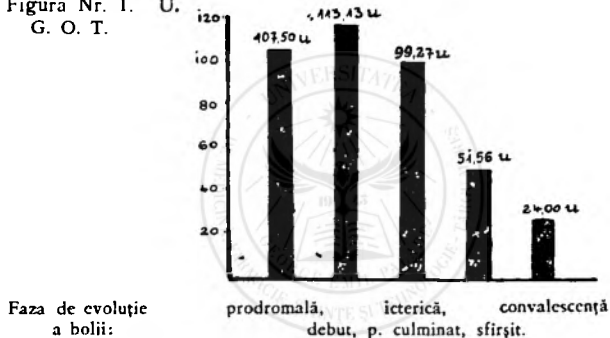 Figura Nr. 1. U.
G. O. T.
120
100
80
60
40
20
107,50 u
113,13 u
99,27 u
51,56 u
24,00 u
Faza de evoluție prodromală, icterică, convalescență
a bolii: debut, p. culminat, sfîrșit.
UNIVERSITATEA